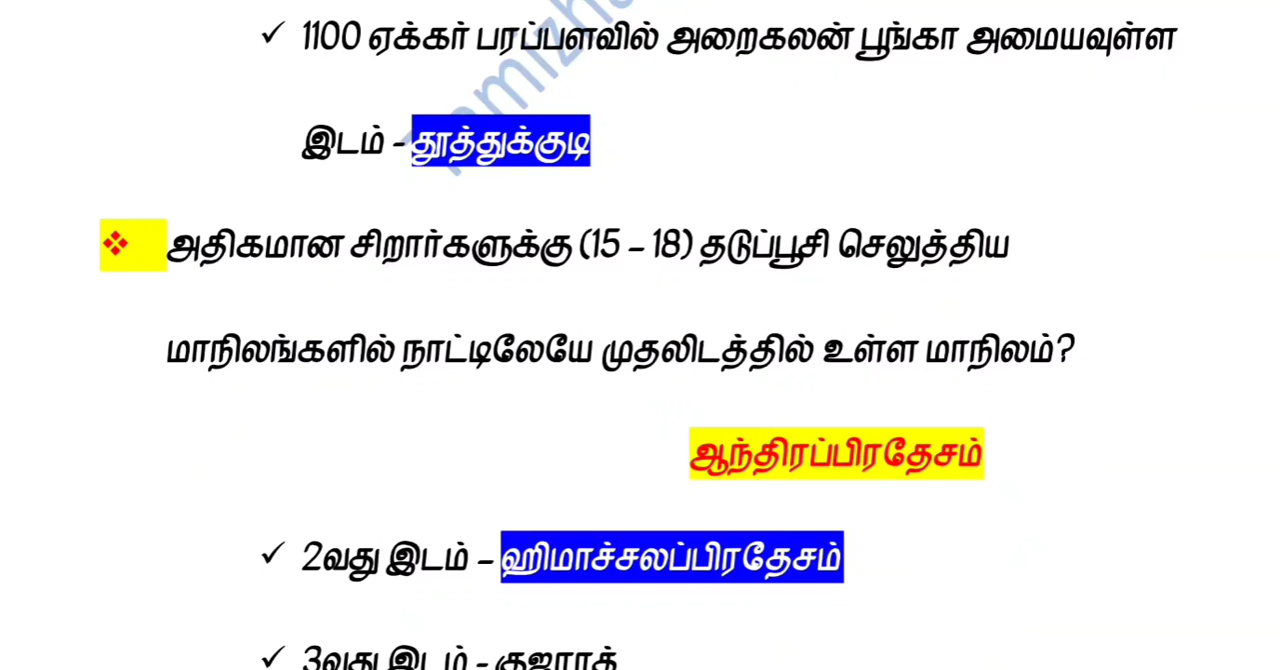 ✓ 1100 ஏக்கர் பரப்பளவில் அறைகலன் பூங்கா அமையவுள்ள
இடம் - தூத்துக்குடி
❖ அதிகமான சிறார்களுக்கு (15 – 18) தடுப்பூசி செலுத்திய
மாநிலங்களில் நாட்டிலேயே முதலிடத்தில் உள்ள மாநிலம்?
ஆந்திரப்பிரதேசம்
✓ 2வது இடம் – ஹிமாச்சலப்பிரதேசம்
✓ 3வது இடம் - குஜராத்